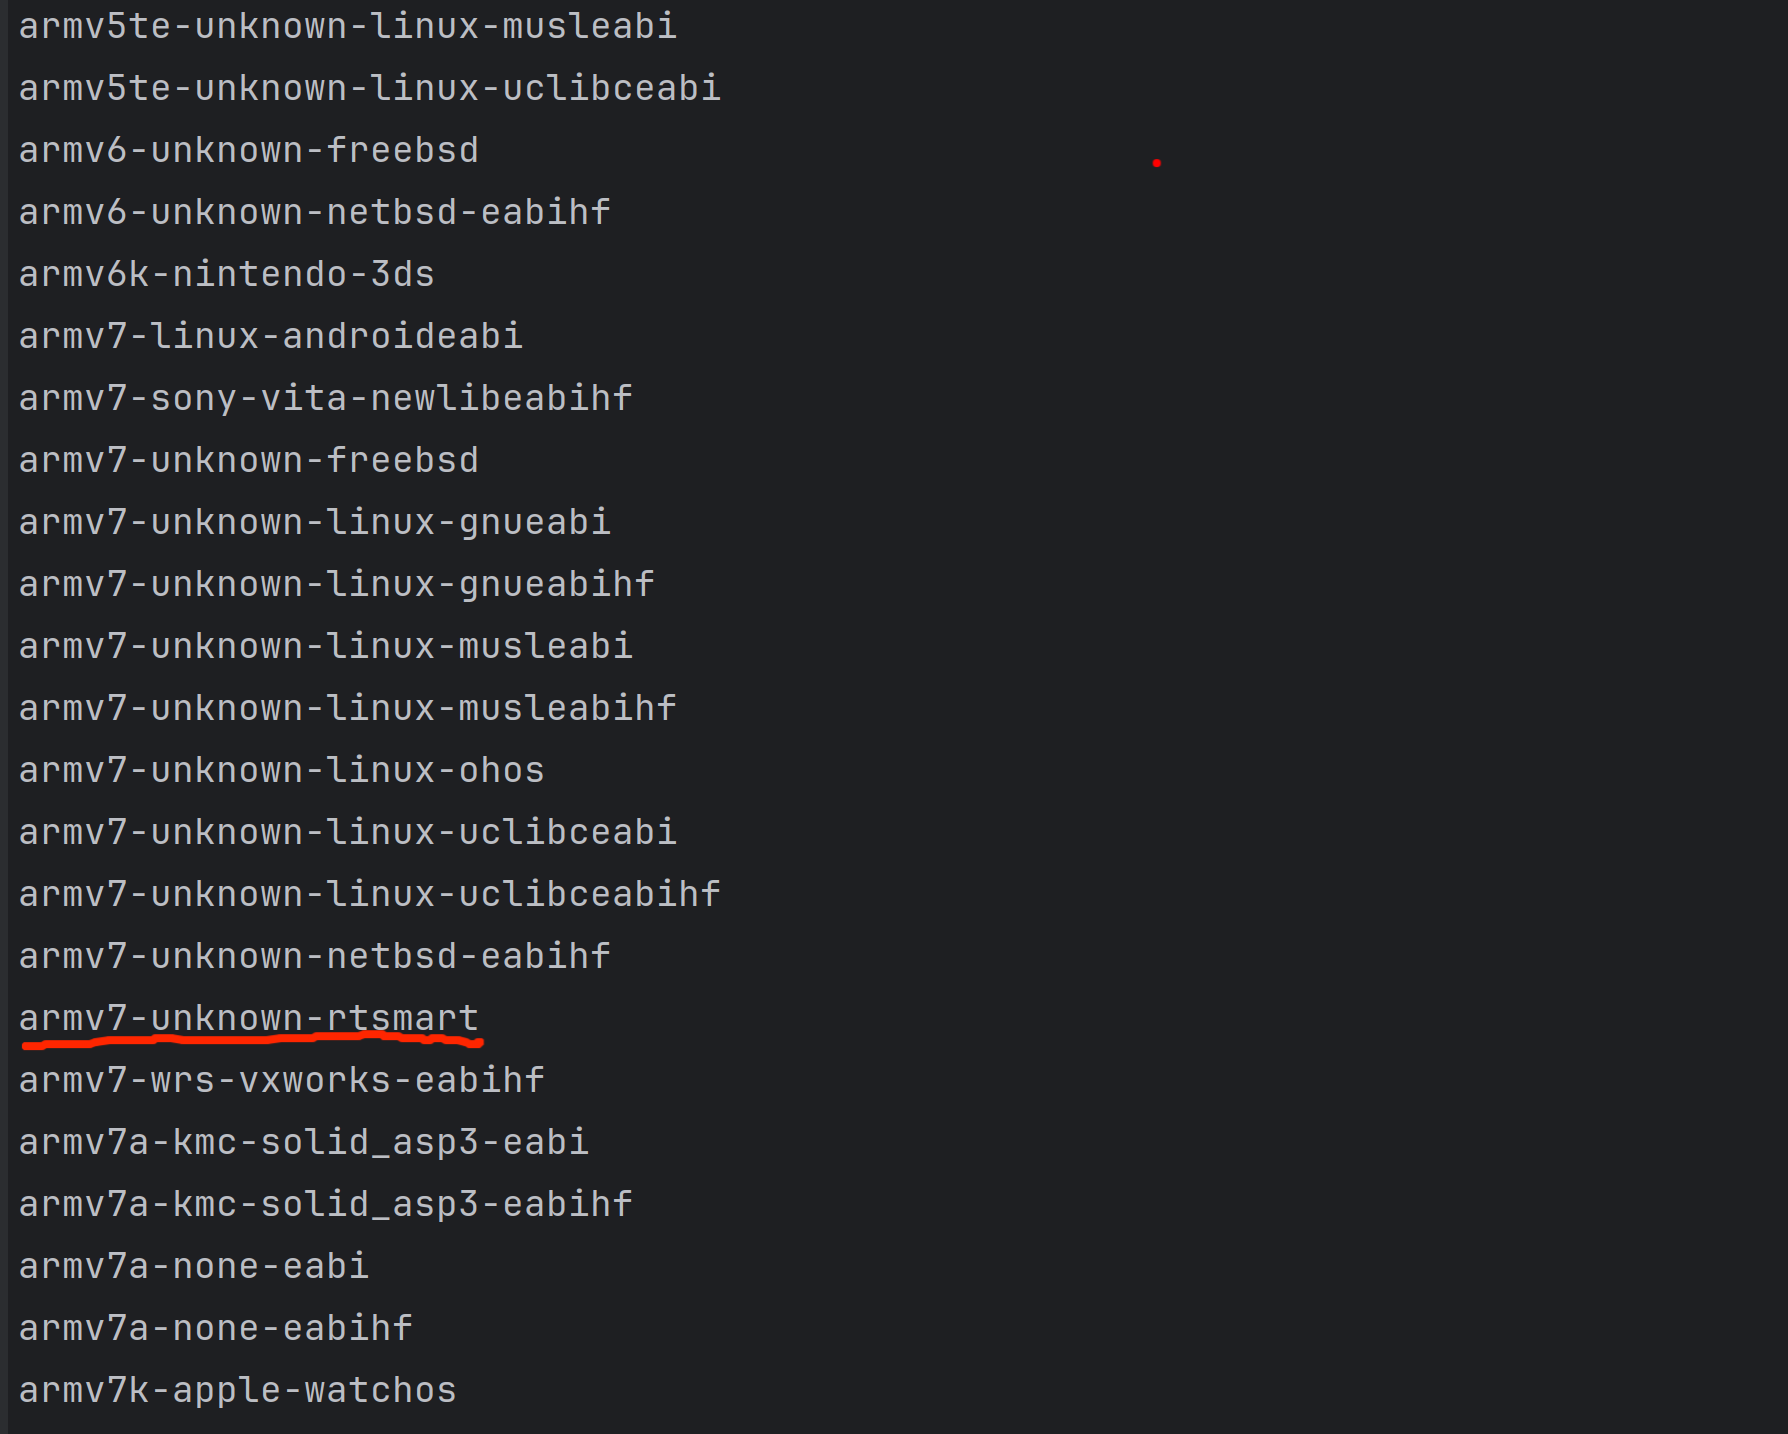 armv5te-unknown-linux-musleabi
armv5te-unknown-linux-uclibceabi
armv6-unknown-freebsd
armv6-unknown-netbsd-eabihf
armv6k-nintendo-3ds
armv7-linux-androideabi
armv7-sony-vita-newlibeabihf
armv7-unknown-freebsd
armv7-unknown-linux-gnueabi
armv7-unknown-linux-gnueabihf
armv7-unknown-linux-musleabi
armv7-unknown-linux-musleabihf
armv7-unknown-linux-ohos
armv7-unknown-linux-uclibceabi
armv7-unknown-linux-uclibceabihf
armv7-unknown-netbsd-eabihf
armv7-unknown-rtsmart
armv7-wrs-vxworks-eabihf
armv7a-kmc-solid_asp3-eabi
armv7a-kmc-solid_asp3-eabihf
armv7a-none-eabi
armv7a-none-eabihf
armv7k-apple-watchos